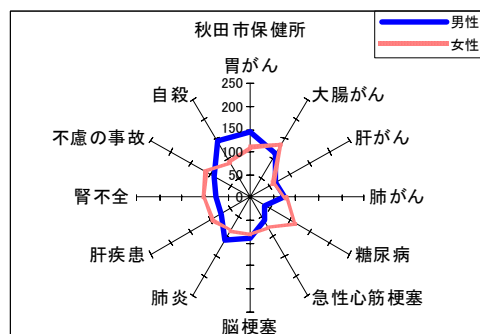 秋田市保健所
男性
女性
胃がん
250
200
150
100
50
0
大腸がん
肝がん
肺がん
糖尿病
急性心筋梗塞
脳梗塞
肺炎
肝疾患
腎不全
不慮の事故
自殺